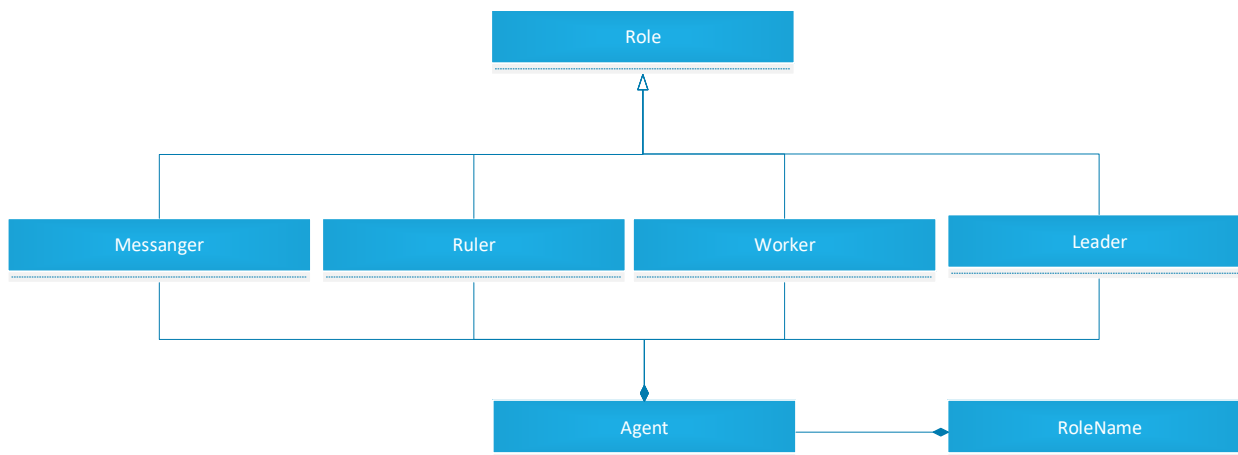 Role
Messanger
Ruler
Worker
Leader
Agent
RoleName